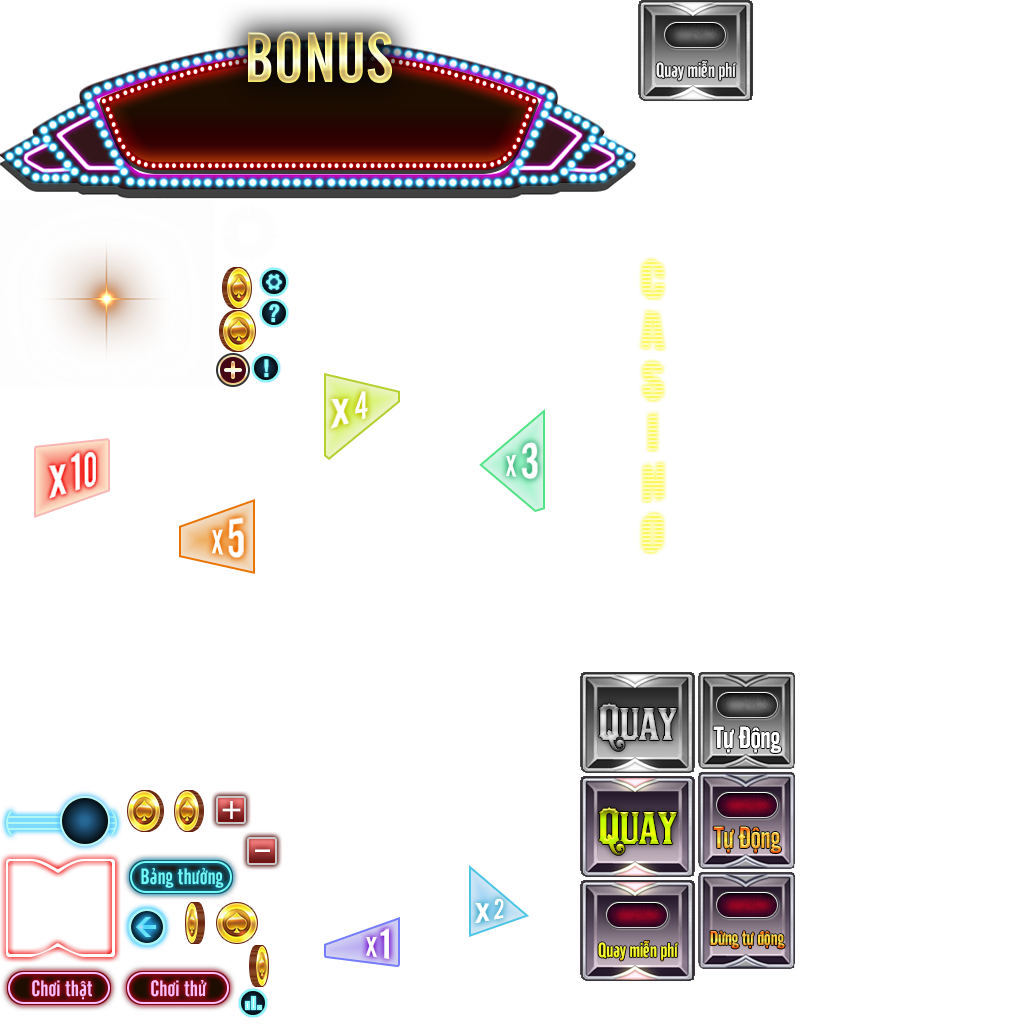 BONUS
Quay miễn phí
?
!
C
A
S
I
N
O
x4
x3
x10
x5
QUAY
Tự Động
QUAY
Tự Động
Bảng thưởng
Quay miễn phí
Dừng tự động
x2
x1
Chơi thật
Chơi thử